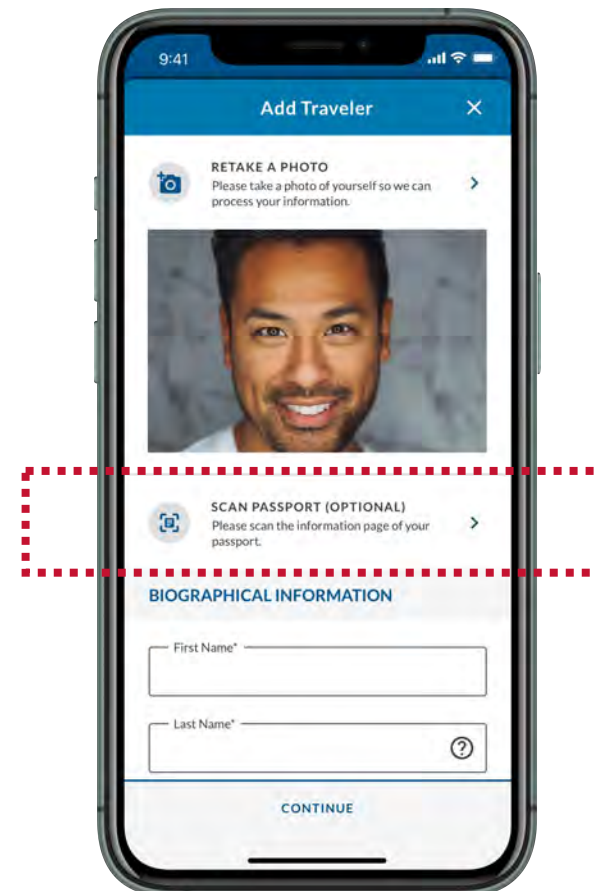 9:41
Add Traveler
RETAKE A PHOTO
Please take a photo of yourself so we can
process your information.
SCAN PASSPORT (OPTIONAL)
Please scan the information page of your
passport.
BIOGRAPHICAL INFORMATION
First Name*
Last Name*
CONTINUE